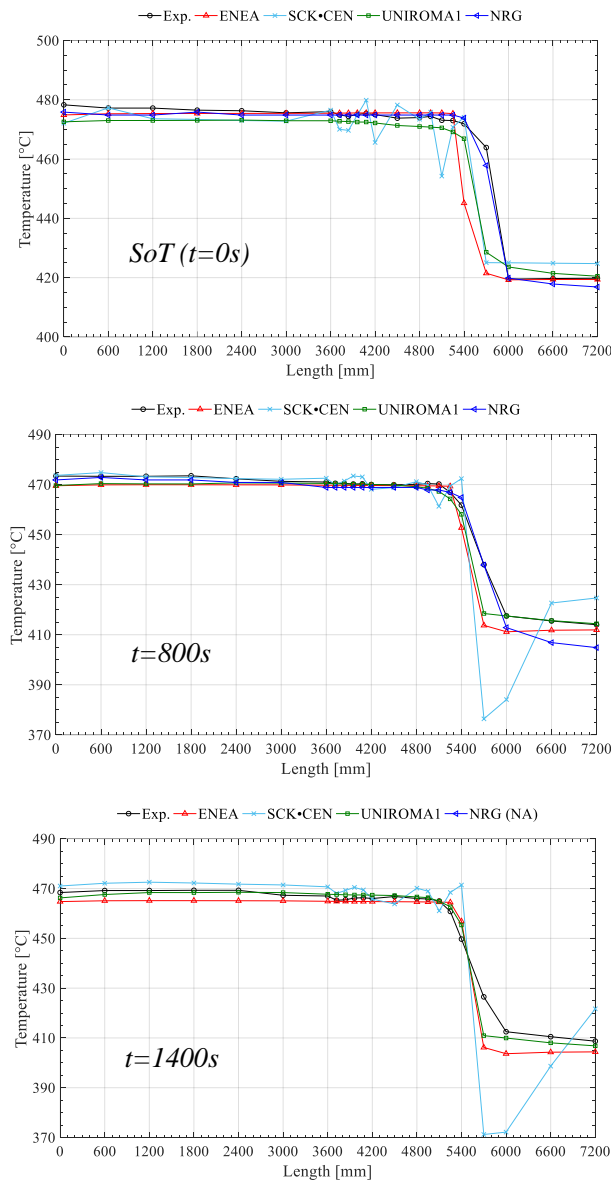 Exp. ENEA SCK•CEN UNIROMA1 NRG
500
480
460
440
420
400
Temperature [°C]
SoT (t=0s)
0 600 1200 1800 2400 3000 3600 4200 4800 5400 6000 6600 7200
Length [mm]
Exp. ENEA SCK•CEN UNIROMA1 NRG
490
470
450
430
410
390
370
Temperature [°C]
t=800s
0 600 1200 1800 2400 3000 3600 4200 4800 5400 6000 6600 7200
Length [mm]
Exp. ENEA SCK•CEN UNIROMA1 NRG (NA)
490
470
450
430
410
390
370
Temperature [°C]
t=1400s
0 600 1200 1800 2400 3000 3600 4200 4800 5400 6000 6600 7200
Length [mm]